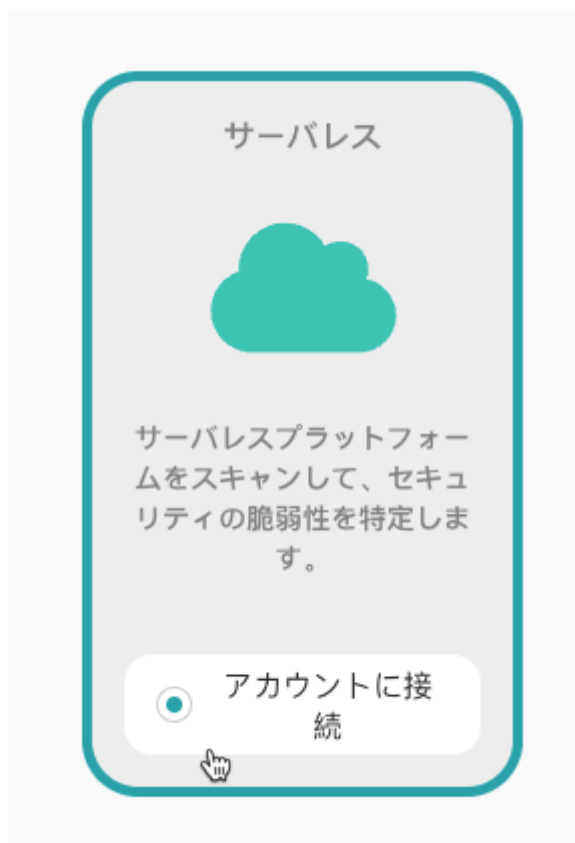 サーバレス
サーバレスプラットフォー
ムをスキャンして、セキュ
リティの脆弱性を特定しま
す。
アカウントに接
続